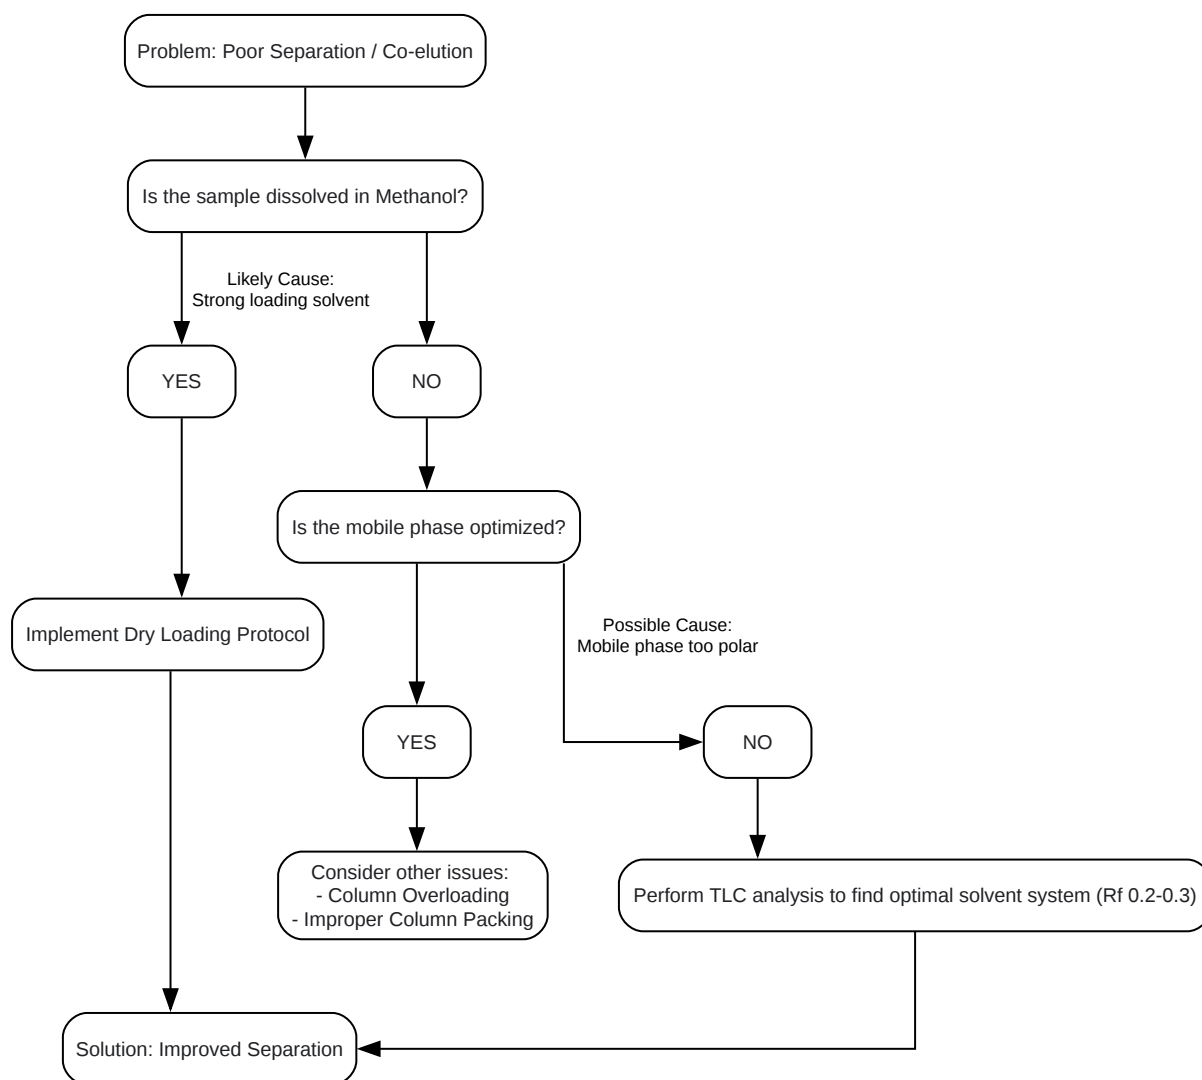 Problem: Poor Separation / Co-elution
Is the sample dissolved in Methanol?
Likely Cause:
Strong loading solvent
YES
NO
Is the mobile phase optimized?
Implement Dry Loading Protocol
Possible Cause:
Mobile phase too polar
YES
NO
Consider other issues:
- Column Overloading
- Improper Column Packing
Perform TLC analysis to find optimal solvent system (Rf 0.2-0.3)
Solution: Improved Separation